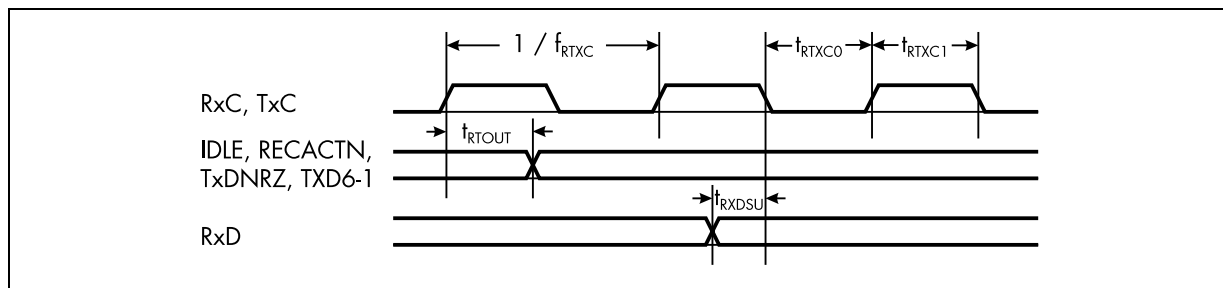 1 / fRTXC
tRTXC0
tRTXC1
RxC, TxC
tRTOUT
IDLE, RECACTN,
TxDNRZ, TXD6-1
tRXDSU
RxD